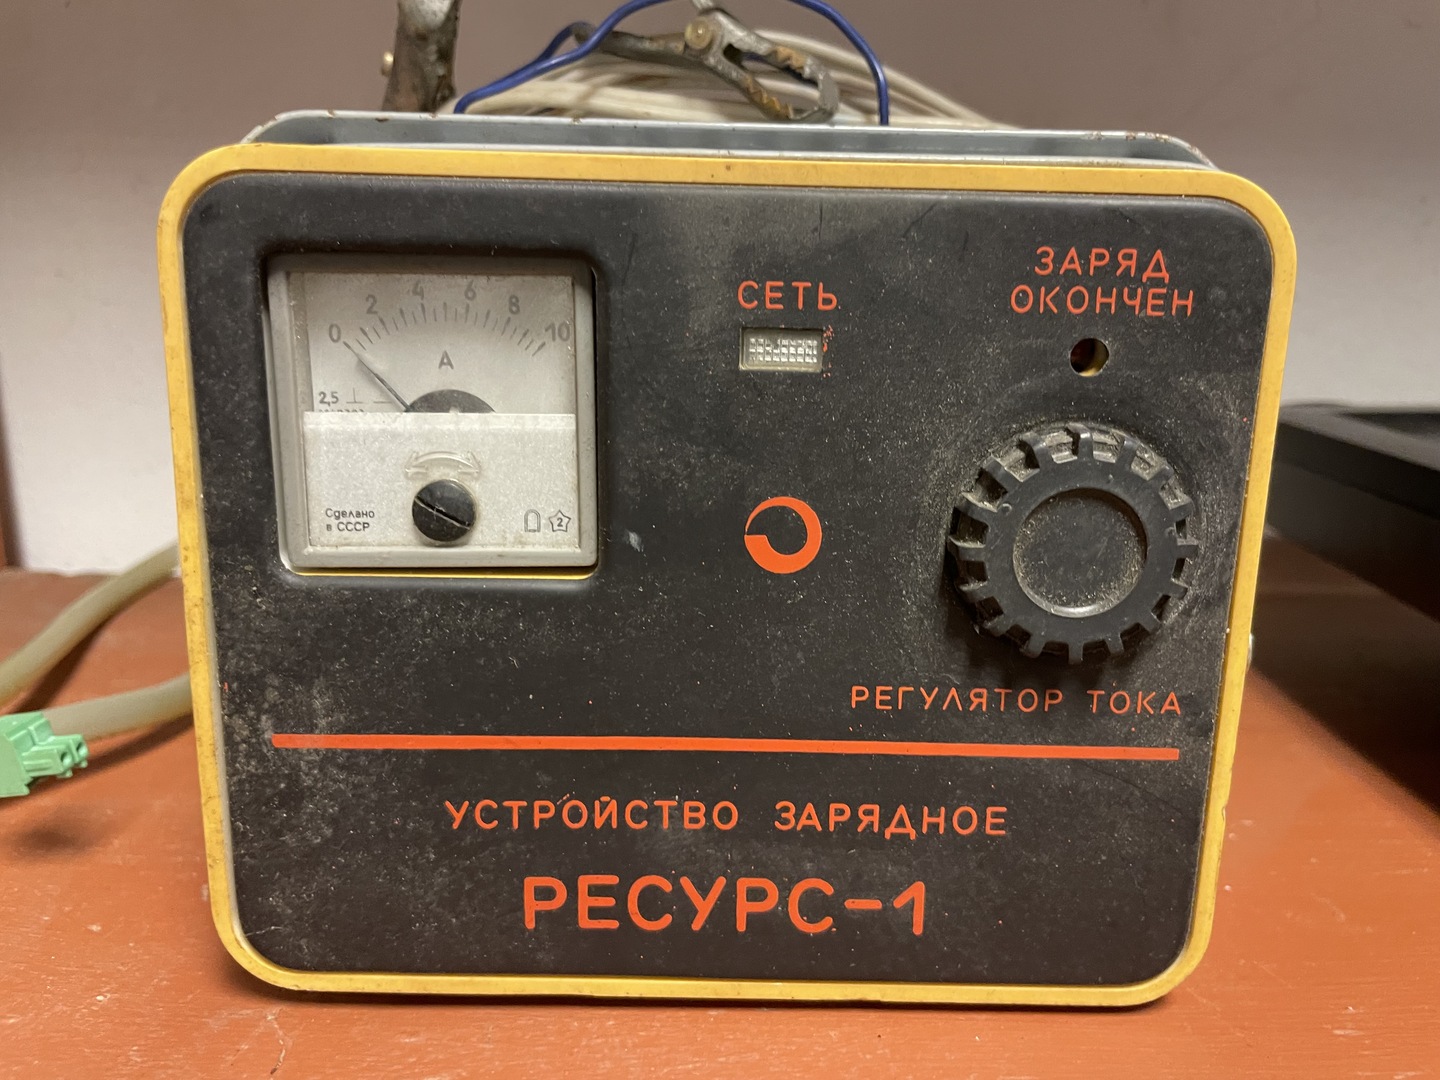 0 2 4 6 8 10
A
2,5
Сделано
в СССР
2
СЕТЬ
ЗАРЯД
ОКОНЧЕН
РЕГУЛЯТОР ТОКА
УСТРОЙСТВО ЗАРЯДНОЕ
РЕСУРС-1